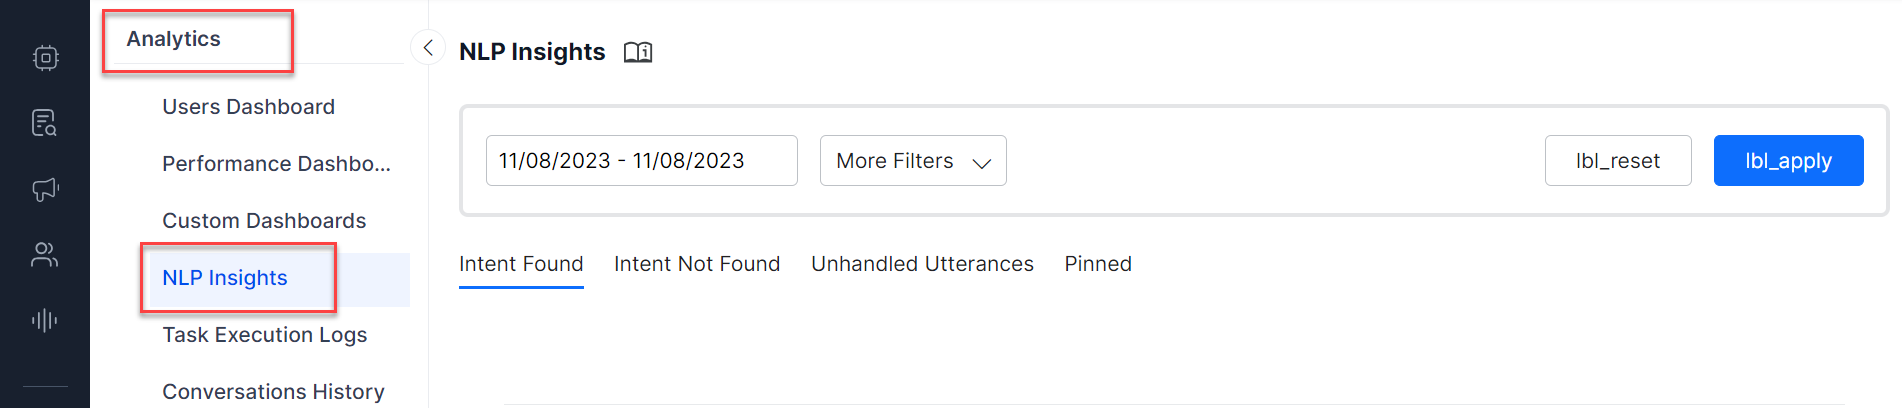 Analytics
Users Dashboard
Performance Dashbo...
Custom Dashboards
NLP Insights
Task Execution Logs
Conversations History
NLP Insights
11/08/2023 - 11/08/2023
More Filters
lbl_reset
lbl_apply
Intent Found
Intent Not Found
Unhandled Utterances
Pinned